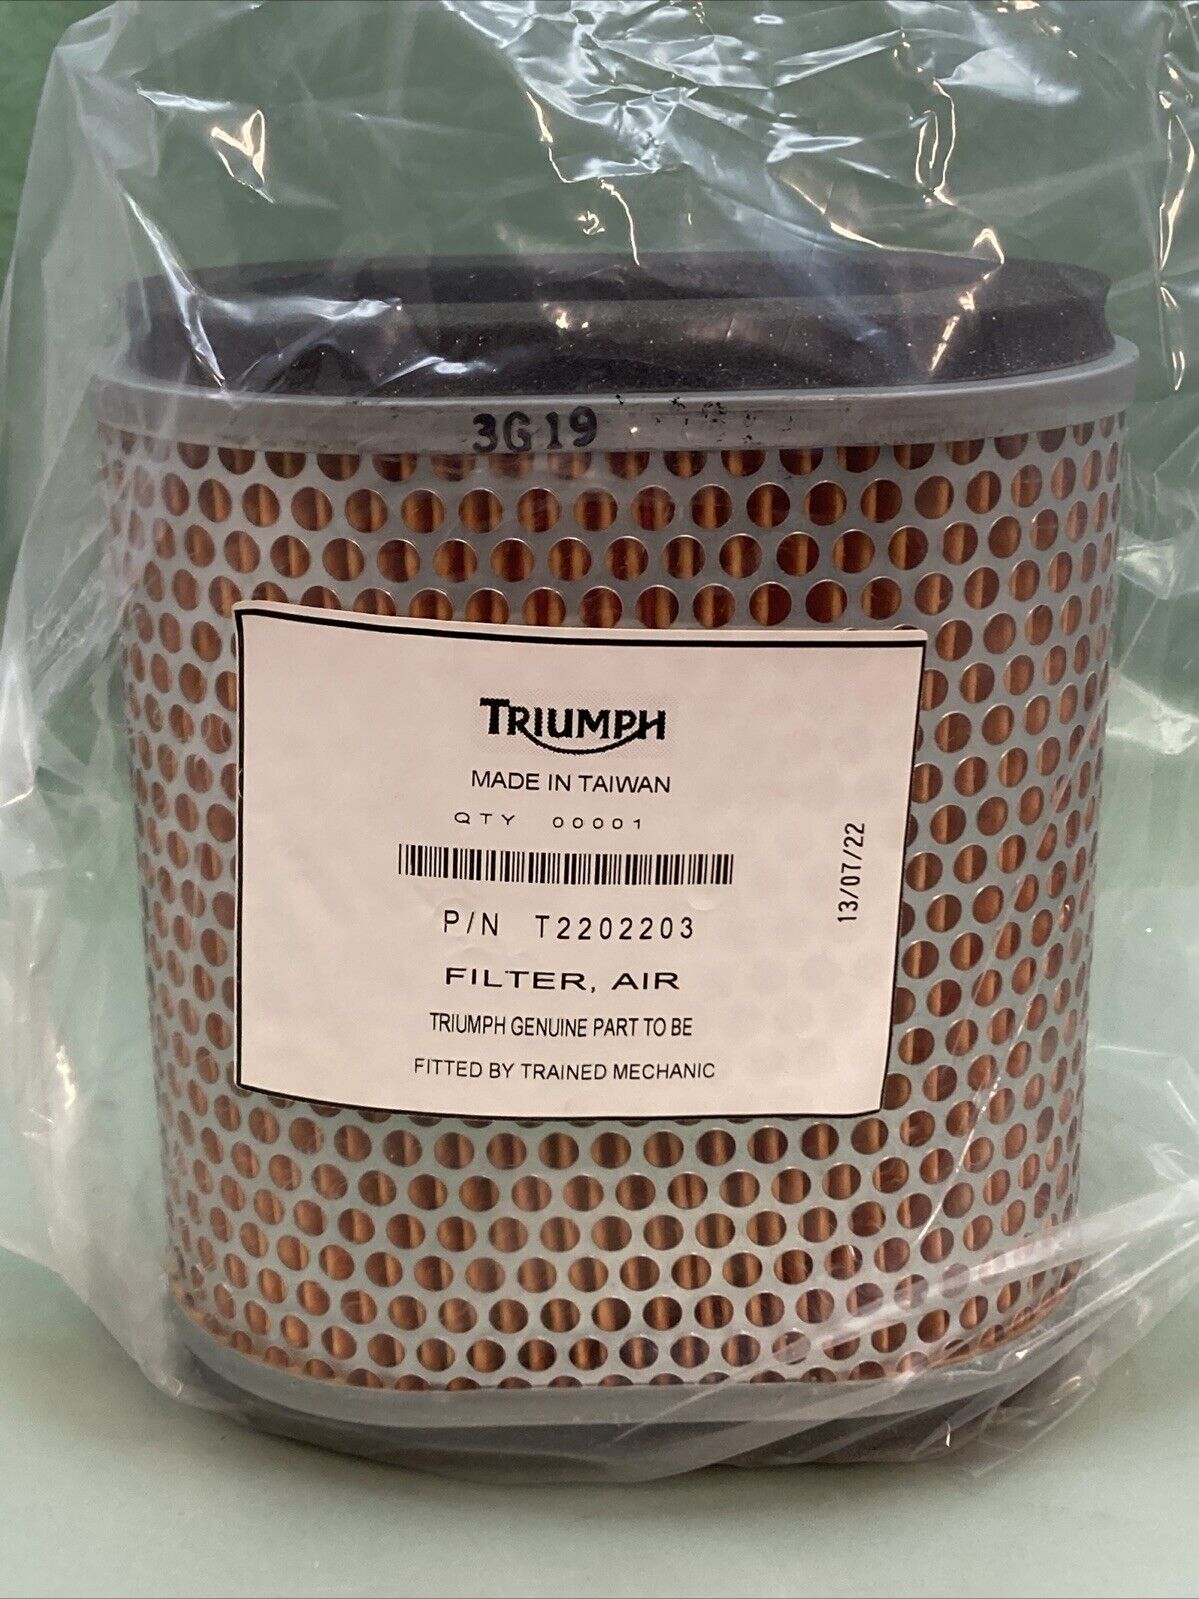 3G19
TRIUMPH
MADE IN TAIWAN
QTY 00001
P/N T2202203
FILTER, AIR
TRIUMPH GENUINE PART TO BE
FITTED BY TRAINED MECHANIC
13/07/22